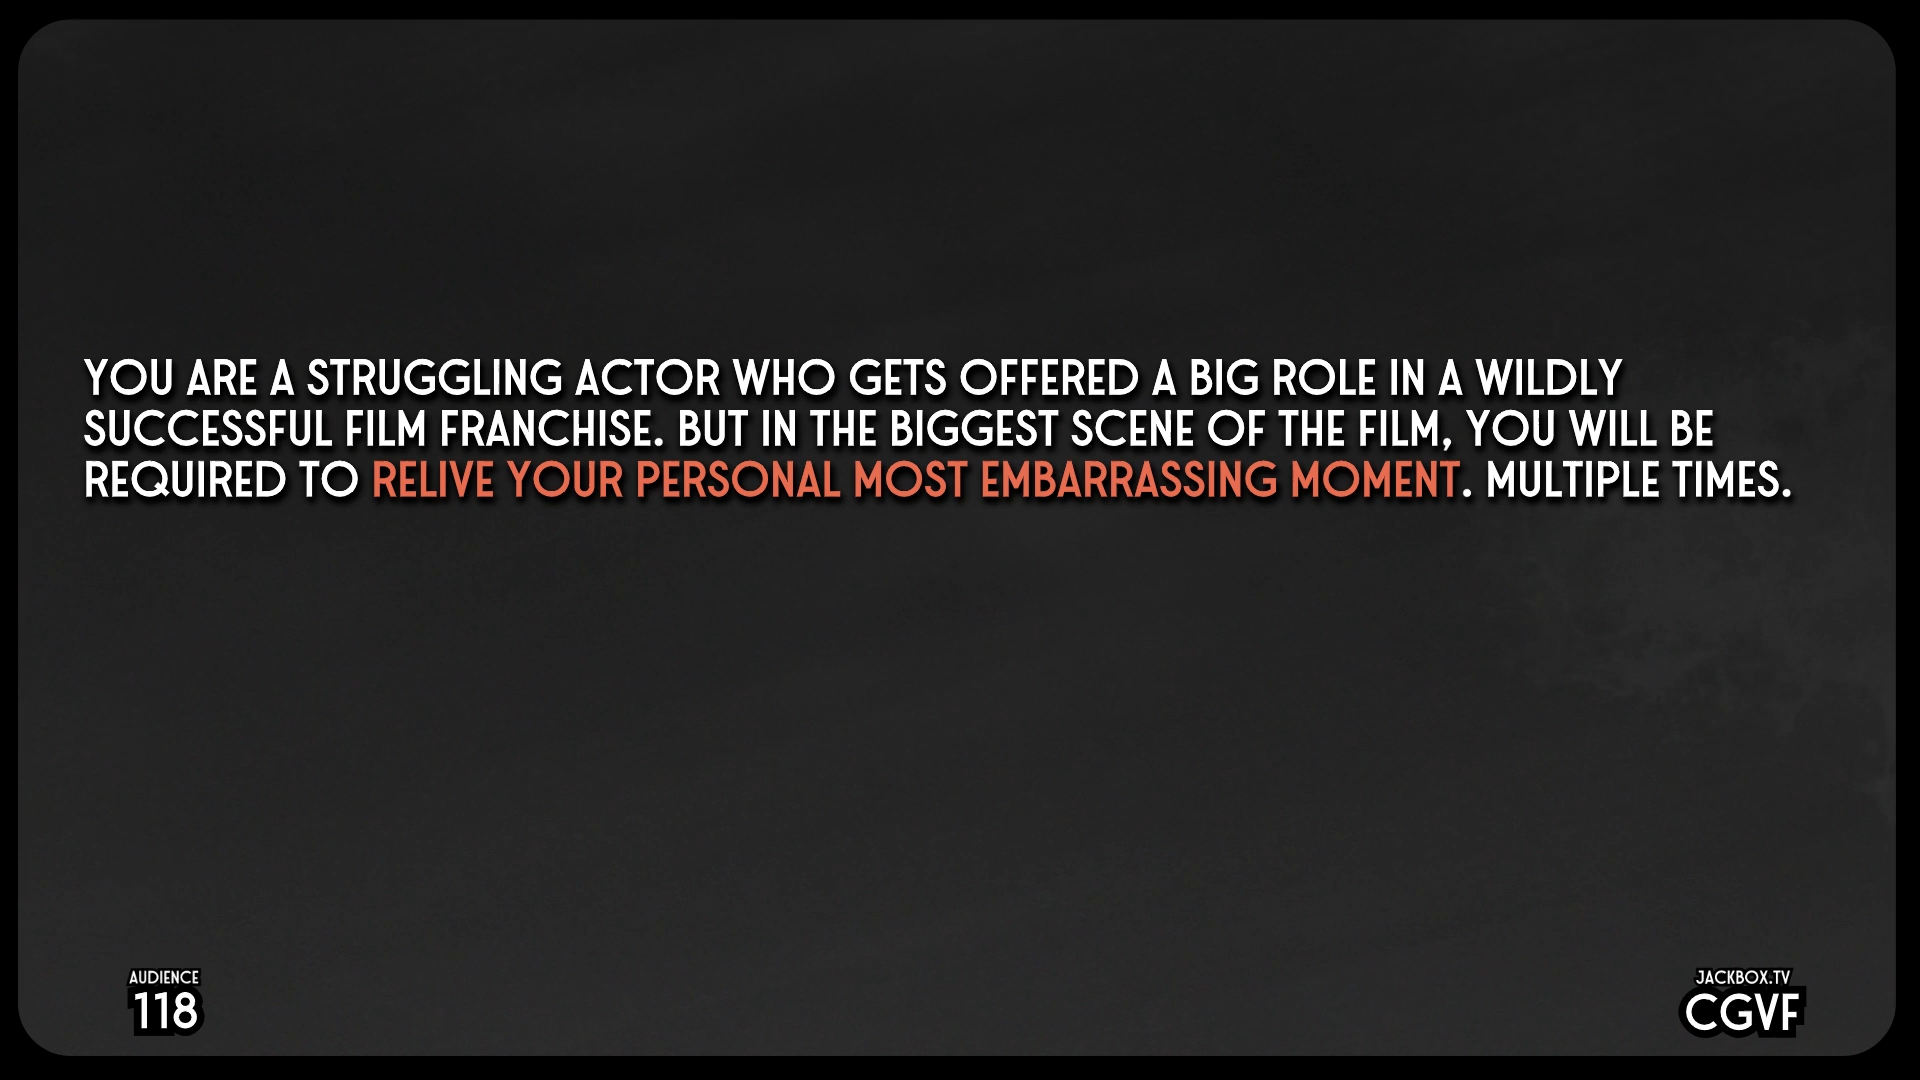 YOU ARE A STRUGGLING ACTOR WHO GETS OFFERED A BIG ROLE IN A WILDLY
SUCCESSFUL FILM FRANCHISE. BUT IN THE BIGGEST SCENE OF THE FILM, YOU WILL BE
REQUIRED TO RELIVE YOUR PERSONAL MOST EMBARRASSING MOMENT. MULTIPLE TIMES.
AUDIENCE
118
JACKBOX.TV
CGVF